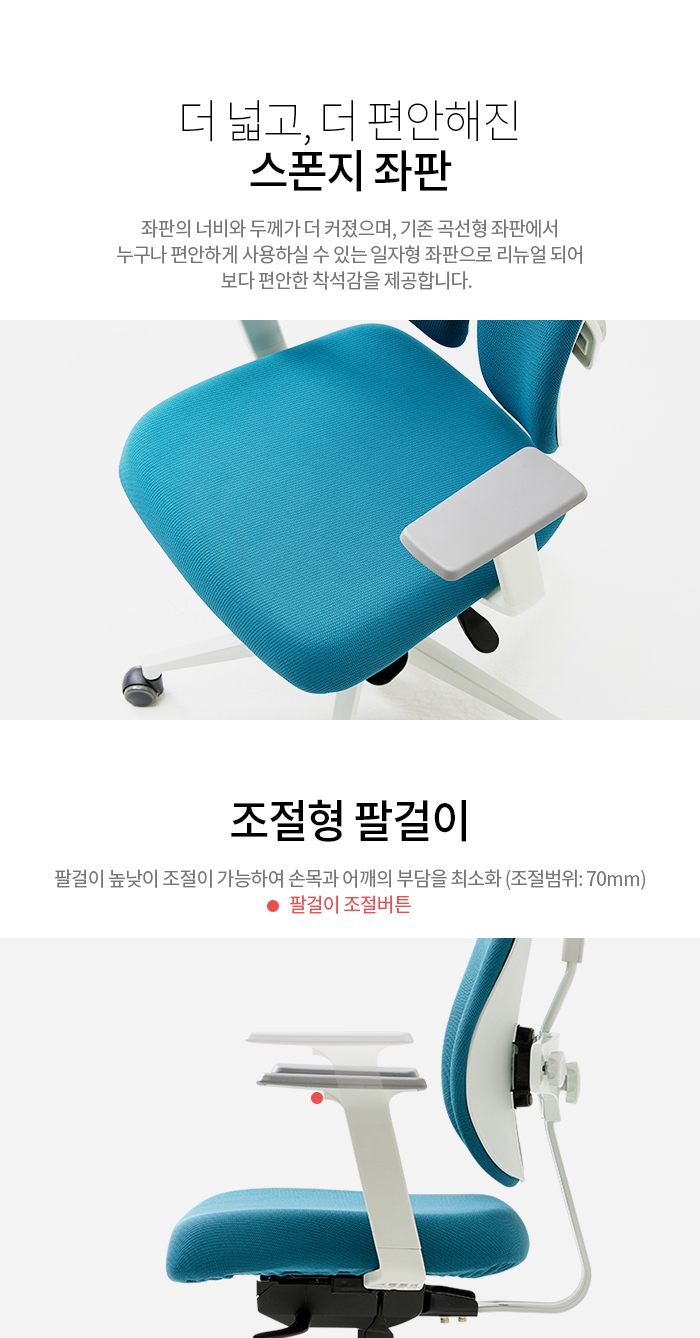 더 넓고, 더 편안해진
스폰지 좌판
좌판의 너비와 두께가 더 커졌으며, 기존 곡선형 좌판에서
누구나 편안하게 사용하실 수 있는 일자형 좌판으로 리뉴얼 되어
보다 편안한 착석감을 제공합니다.
조절형 팔걸이
팔걸이 높낮이 조절이 가능하여 손목과 어깨의 부담을 최소화 (조절범위: 70mm)
팔걸이 조절버튼